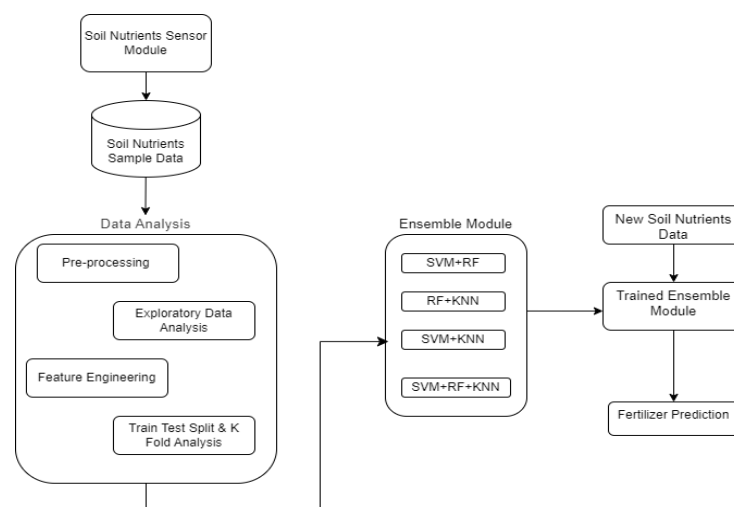 Soil Nutrients Sensor
Module
Soil Nutrients
Sample Data
Data Analysis
Pre-processing
Exploratory Data
Analysis
Feature Engineering
Train Test Split & K
Fold Analysis
Ensemble Module
SVM+RF
RF+KNN
SVM+KNN
SVM+RF+KNN
New Soil Nutrients
Data
Trained Ensemble
Module
Fertilizer Prediction